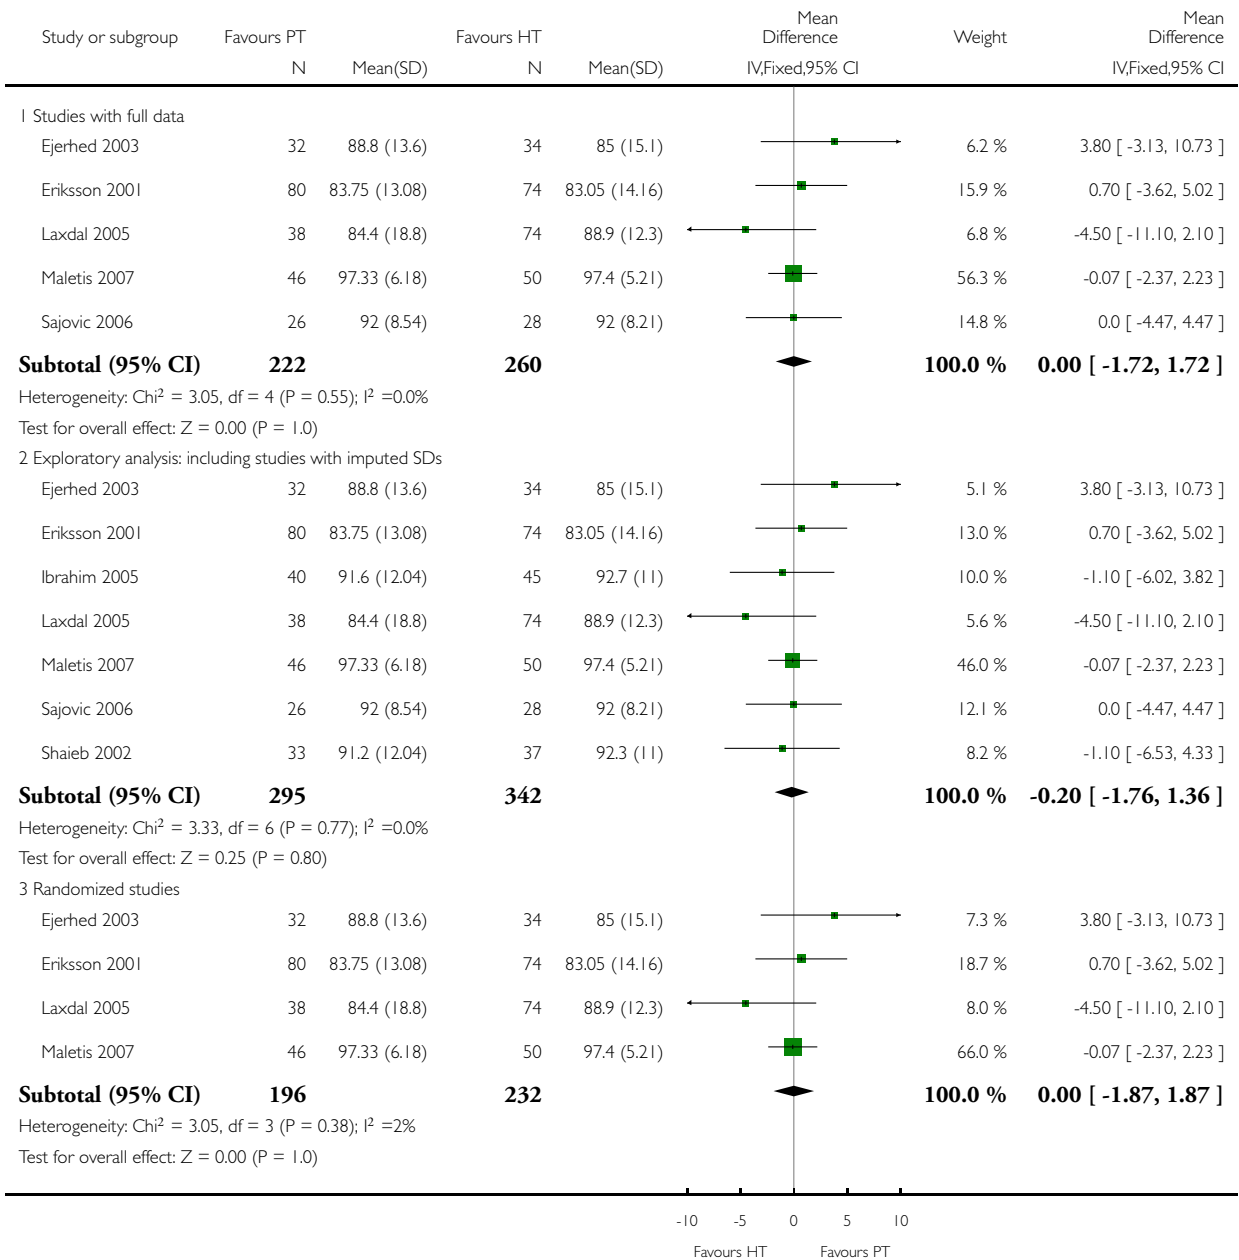 Mean Mean
Study or subgroup Favours PT Favours HT Difference Weight Difference
N Mean(SD) N Mean(SD) IV,Fixed,95% CI IV,Fixed,95% CI
1 Studies with full data
Ejerhed 2003 32 88.8 (13.6) 34 85 (15.1) 6.2 % 3.80 [ -3.13, 10.73 ]
Eriksson 2001 80 83.75 (13.08) 74 83.05 (14.16) 15.9 % 0.70 [ -3.62, 5.02 ]
Laxdal 2005 38 84.4 (18.8) 74 88.9 (12.3) 6.8 % -4.50 [ -11.10, 2.10 ]
Maletis 2007 46 97.33 (6.18) 50 97.4 (5.21) 56.3 % -0.07 [ -2.37, 2.23 ]
Sajovic 2006 26 92 (8.54) 28 92 (8.21) 14.8 % 0.0 [ -4.47, 4.47 ]
Subtotal (95% CI) 222 260 100.0 % 0.00 [ -1.72, 1.72 ]
Heterogeneity: Chi² = 3.05, df = 4 (P = 0.55); I² =0.0%
Test for overall effect: Z = 0.00 (P = 1.0)
2 Exploratory analysis: including studies with imputed SDs
Ejerhed 2003 32 88.8 (13.6) 34 85 (15.1) 5.1 % 3.80 [ -3.13, 10.73 ]
Eriksson 2001 80 83.75 (13.08) 74 83.05 (14.16) 13.0 % 0.70 [ -3.62, 5.02 ]
Ibrahim 2005 40 91.6 (12.04) 45 92.7 (11) 10.0 % -1.10 [ -6.02, 3.82 ]
Laxdal 2005 38 84.4 (18.8) 74 88.9 (12.3) 5.6 % -4.50 [ -11.10, 2.10 ]
Maletis 2007 46 97.33 (6.18) 50 97.4 (5.21) 46.0 % -0.07 [ -2.37, 2.23 ]
Sajovic 2006 26 92 (8.54) 28 92 (8.21) 12.1 % 0.0 [ -4.47, 4.47 ]
Shaieb 2002 33 91.2 (12.04) 37 92.3 (11) 8.2 % -1.10 [ -6.53, 4.33 ]
Subtotal (95% CI) 295 342 100.0 % -0.20 [ -1.76, 1.36 ]
Heterogeneity: Chi² = 3.33, df = 6 (P = 0.77); I² =0.0%
Test for overall effect: Z = 0.25 (P = 0.80)
3 Randomized studies
Ejerhed 2003 32 88.8 (13.6) 34 85 (15.1) 7.3 % 3.80 [ -3.13, 10.73 ]
Eriksson 2001 80 83.75 (13.08) 74 83.05 (14.16) 18.7 % 0.70 [ -3.62, 5.02 ]
Laxdal 2005 38 84.4 (18.8) 74 88.9 (12.3) 8.0 % -4.50 [ -11.10, 2.10 ]
Maletis 2007 46 97.33 (6.18) 50 97.4 (5.21) 66.0 % -0.07 [ -2.37, 2.23 ]
Subtotal (95% CI) 196 232 100.0 % 0.00 [ -1.87, 1.87 ]
Heterogeneity: Chi² = 3.05, df = 3 (P = 0.38); I² =2%
Test for overall effect: Z = 0.00 (P = 1.0)
-10 -5 0 5 10
Favours HT Favours PT